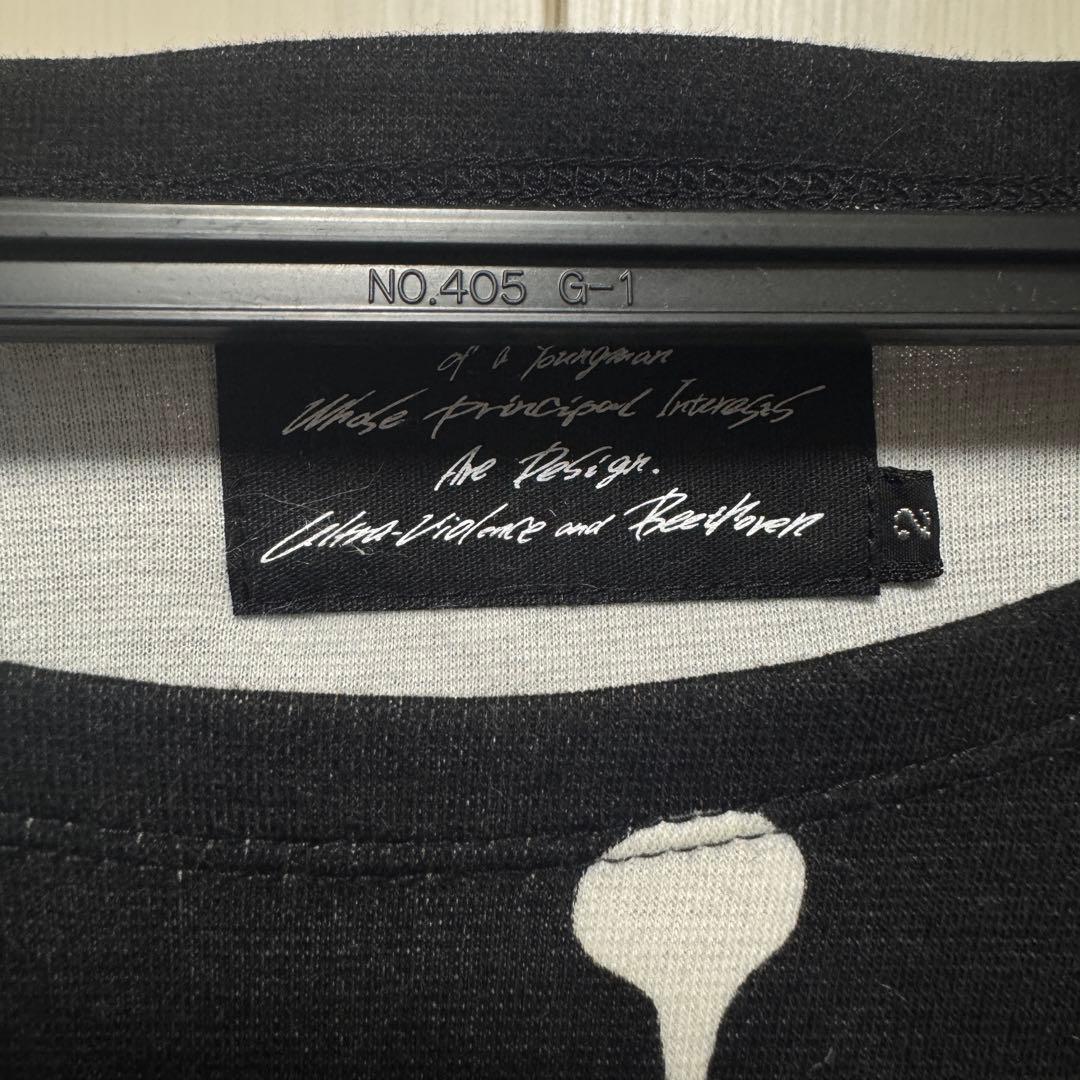 NO.405 G-1
of a Youngman
Whose principal Interests
Are Design.
Ultra-Violence and Beethoven
2